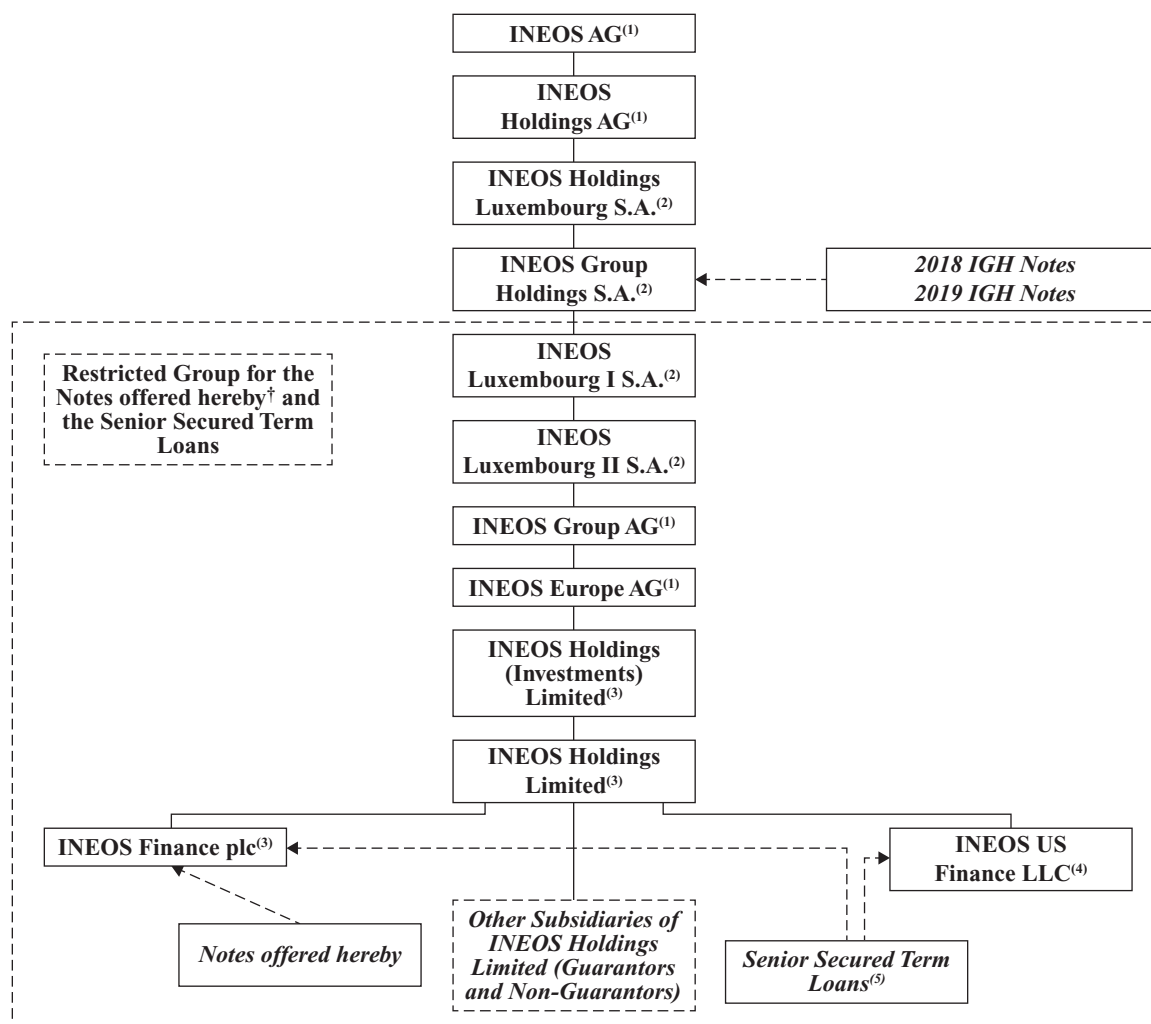 INEOS AG(1)
INEOS
Holdings AG(1)
INEOS Holdings
Luxembourg S.A.(2)
INEOS Group
Holdings S.A.(2)
2018 IGH Notes
2019 IGH Notes
Restricted Group for the
Notes offered hereby† and
the Senior Secured Term
Loans
INEOS
Luxembourg I S.A.(2)
INEOS
Luxembourg II S.A.(2)
INEOS Group AG(1)
INEOS Europe AG(1)
INEOS Holdings
(Investments)
Limited(3)
INEOS Holdings
Limited(3)
INEOS Finance plc(3)
INEOS US
Finance LLC(4)
Notes offered hereby
Other Subsidiaries of
INEOS Holdings
Limited (Guarantors
and Non-Guarantors)
Senior Secured Term
Loans(5)